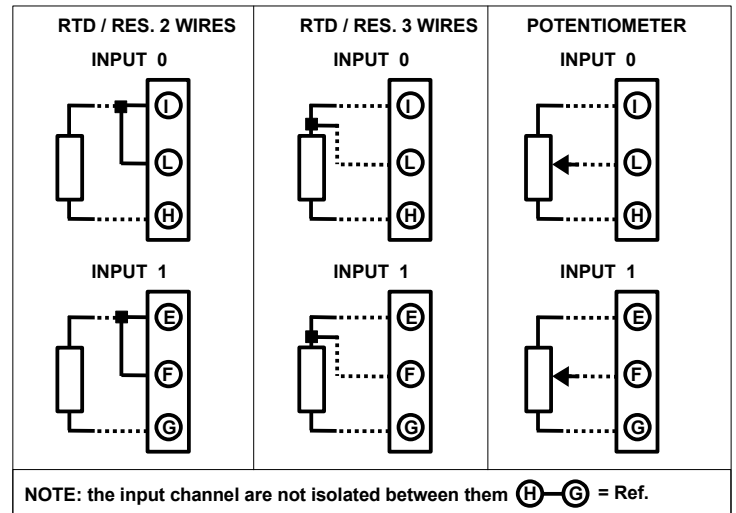 RTD / RES. 2 WIRES
INPUT 0
I
L
H
INPUT 1
E
F
G
RTD / RES. 3 WIRES
INPUT 0
I
L
H
INPUT 1
E
F
G
POTENTIOMETER
INPUT 0
I
L
H
INPUT 1
E
F
G
NOTE: the input channel are not isolated between them H G = Ref.